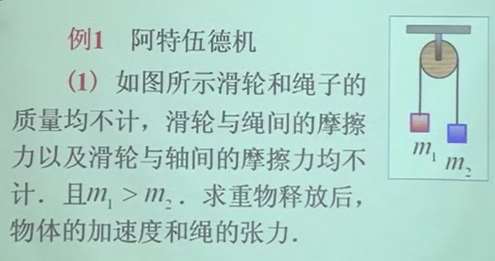 例1 阿特伍德机
(1) 如图所示滑轮和绳子的
质量均不计，滑轮与绳间的摩擦
力以及滑轮与轴间的摩擦力均不
计．且m₁ > m₂．求重物释放后，
物体的加速度和绳的张力．
m₁ m₂